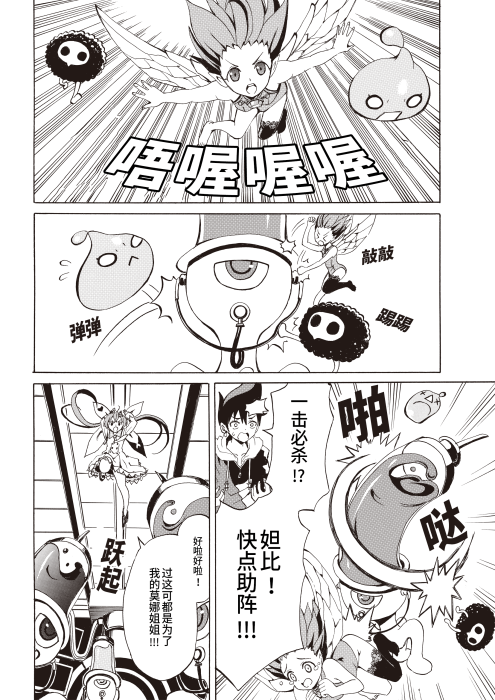 唔喔喔喔
敲敲
弹弹
踢踢
啪
哒
一击必杀!?
妲比!
快点助阵!!!
跃起
好啦好啦!
过这可都是为了
我的莫娜姐姐!!!